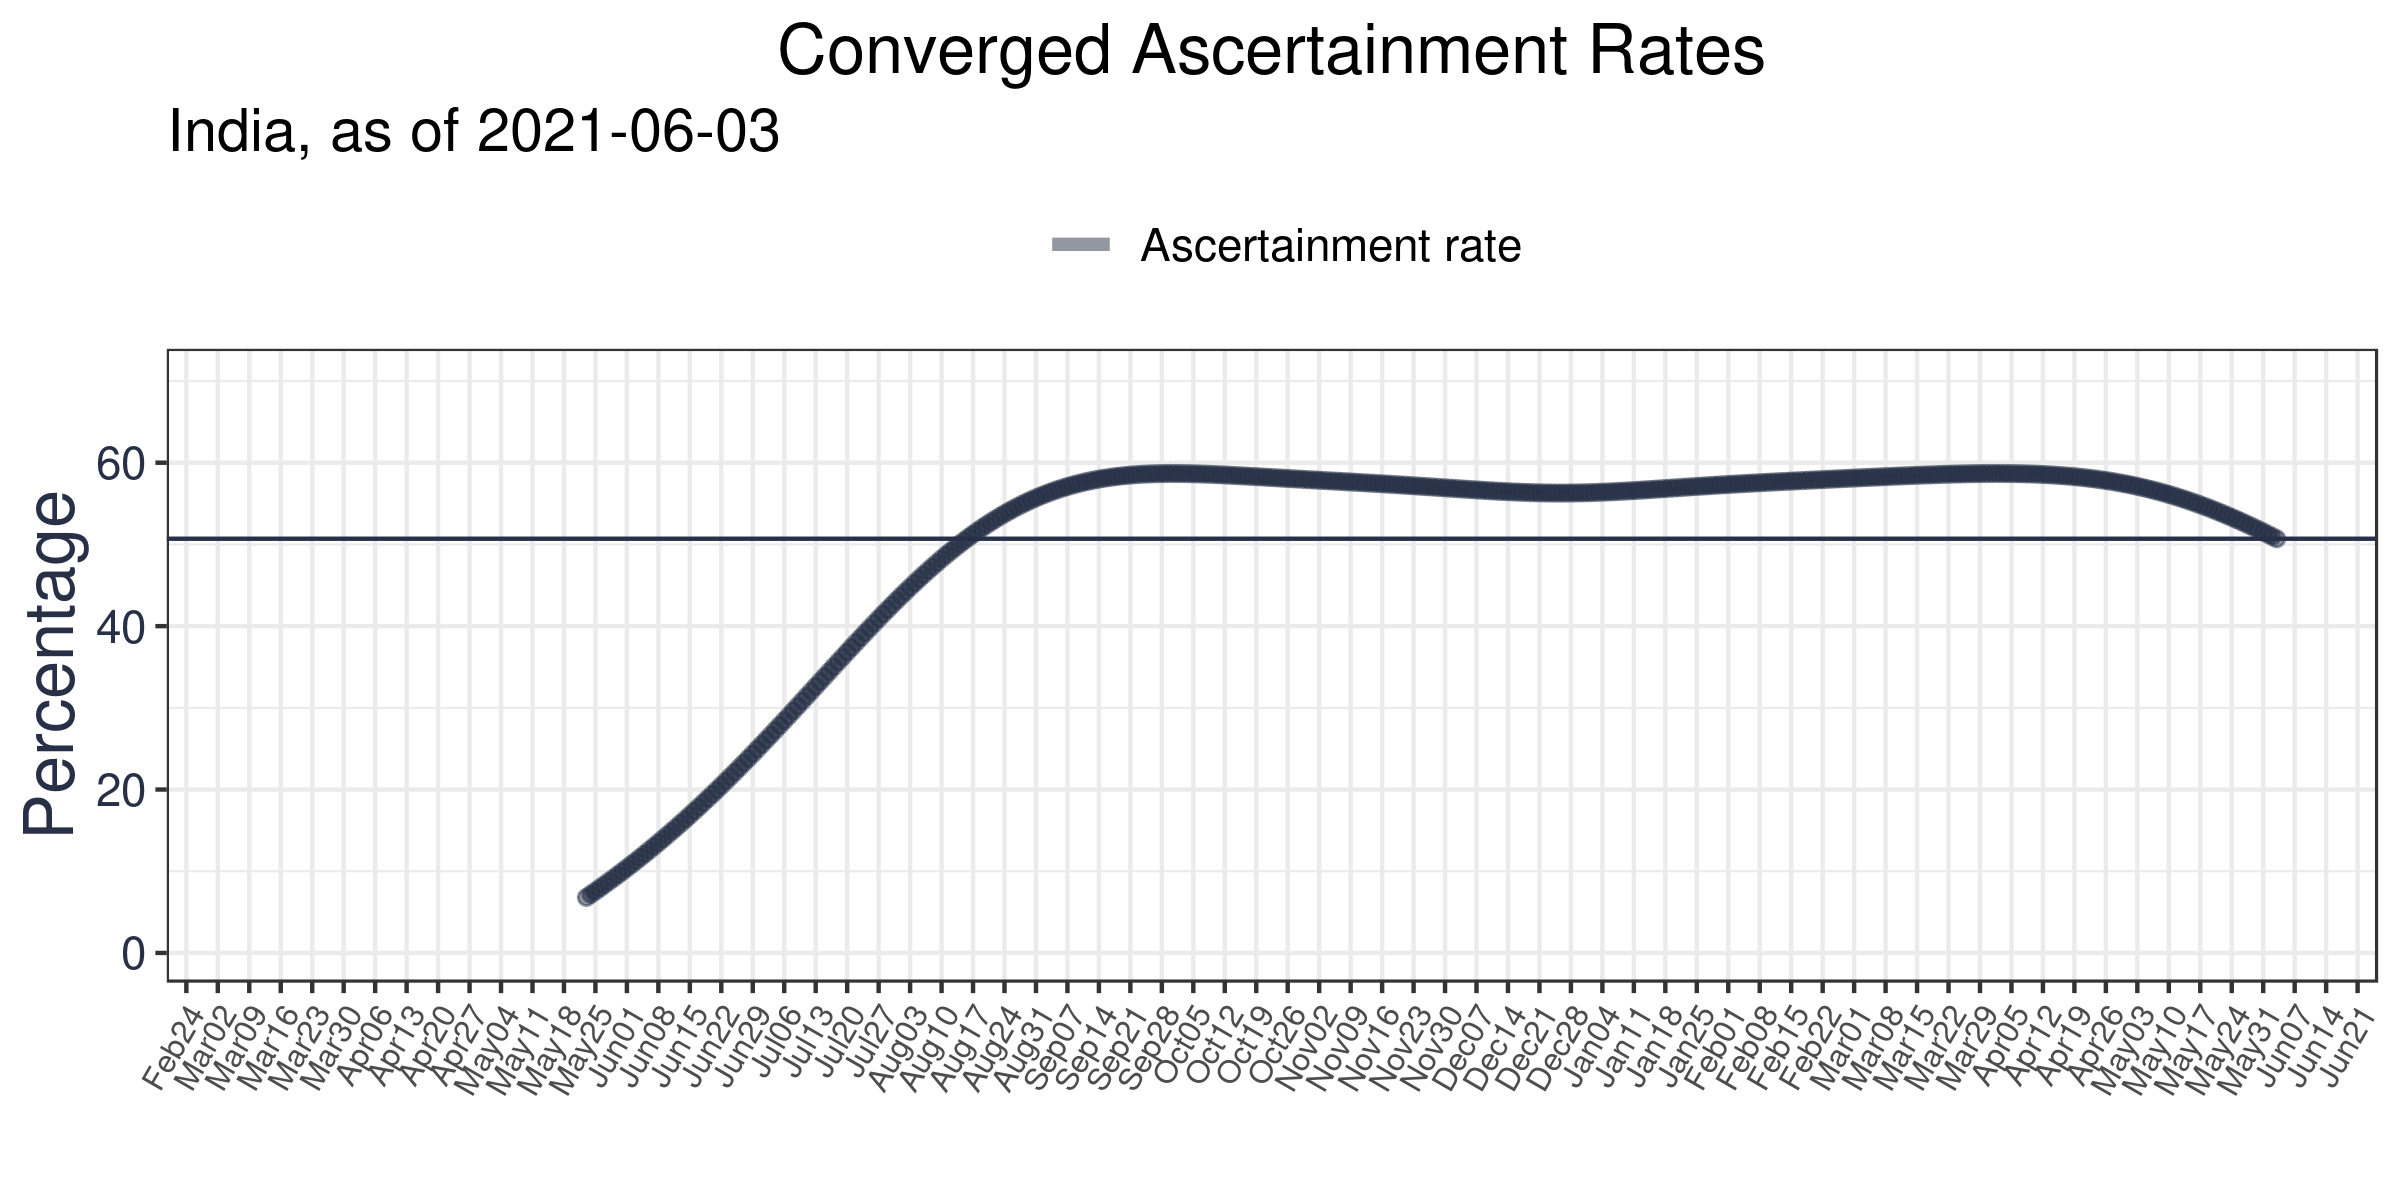 Converged Ascertainment Rates
India, as of 2021-06-03
Ascertainment rate
Percentage
60
40
20
0
Feb24
Mar02
Mar09
Mar16
Mar23
Mar30
Apr06
Apr13
Apr20
Apr27
May04
May11
May18
May25
Jun01
Jun08
Jun15
Jun22
Jun29
Jul06
Jul13
Jul20
Jul27
Aug03
Aug10
Aug17
Aug24
Aug31
Sep07
Sep14
Sep21
Sep28
Oct05
Oct12
Oct19
Oct26
Nov02
Nov09
Nov16
Nov23
Nov30
Dec07
Dec14
Dec21
Dec28
Jan04
Jan11
Jan18
Jan25
Feb01
Feb08
Feb15
Feb22
Mar01
Mar08
Mar15
Mar22
Mar29
Apr05
Apr12
Apr19
Apr26
May03
May10
May17
May24
May31
Jun07
Jun14
Jun21